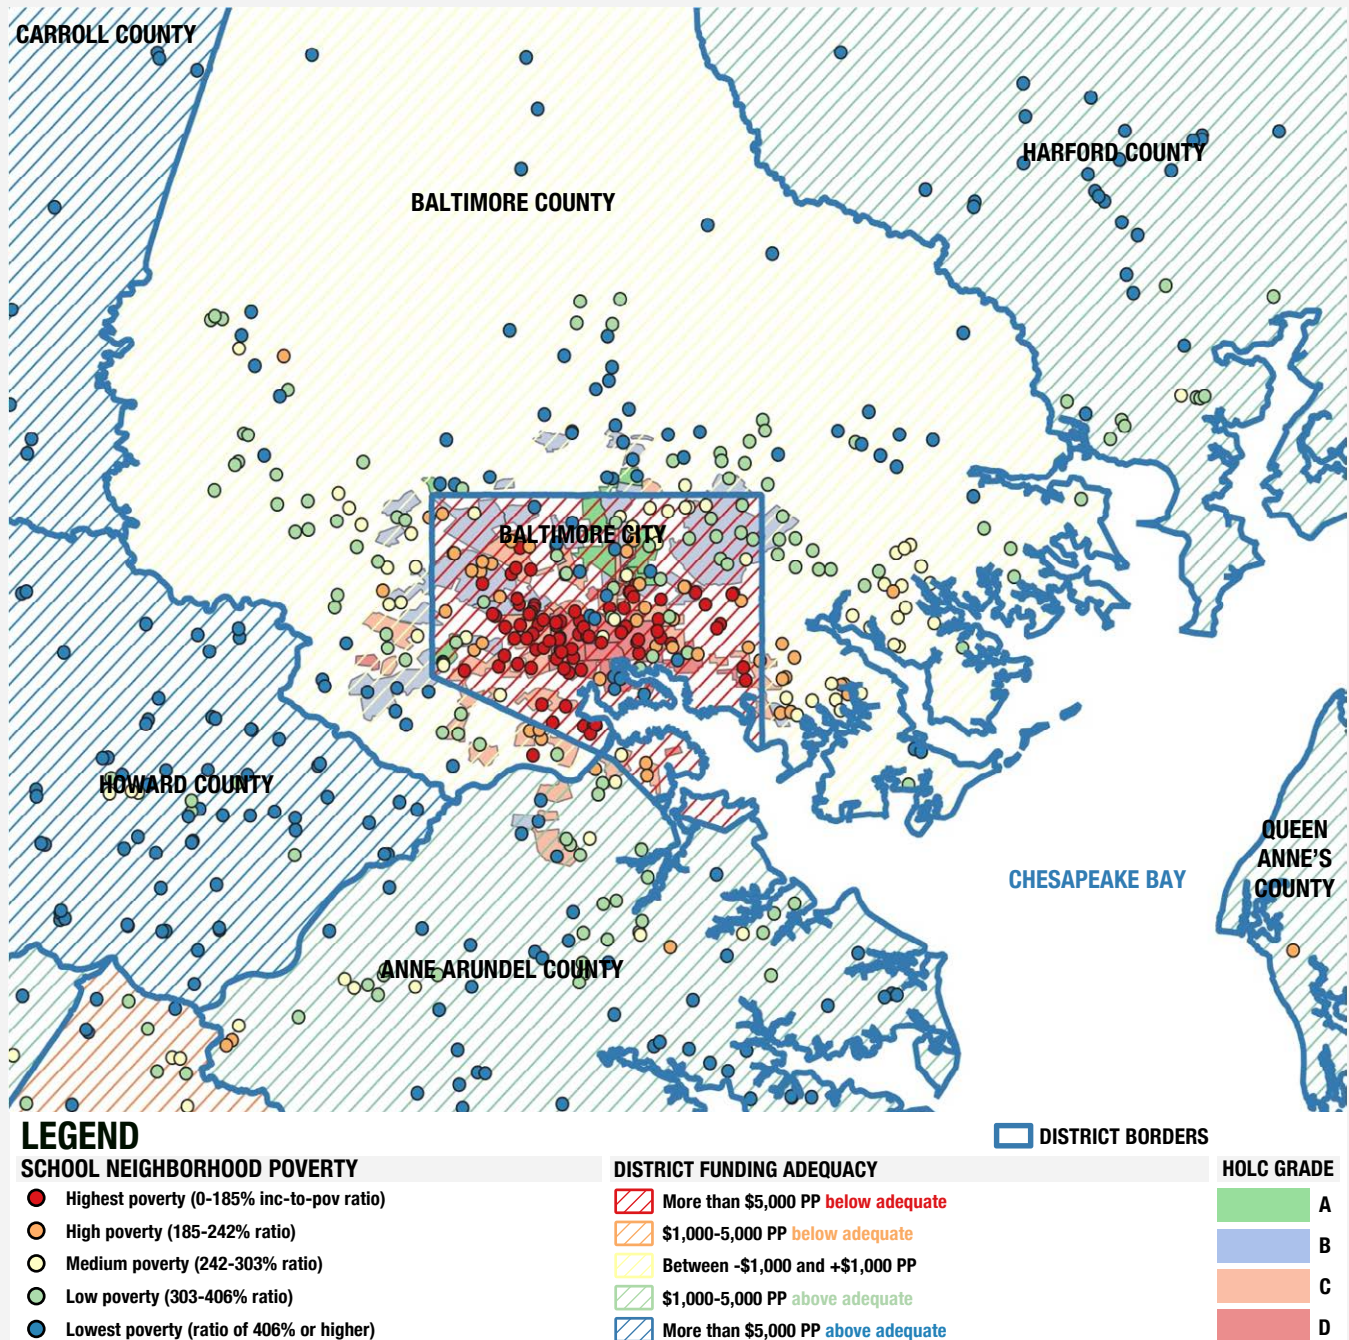 CARROLL COUNTY
HARFORD COUNTY
BALTIMORE COUNTY
BALTIMORE CITY
HOWARD COUNTY
QUEEN
ANNE'S
COUNTY
CHESAPEAKE BAY
ANNE ARUNDEL COUNTY
LEGEND
DISTRICT BORDERS
SCHOOL NEIGHBORHOOD POVERTY
Highest poverty (0-185% inc-to-pov ratio)
High poverty (185-242% ratio)
Medium poverty (242-303% ratio)
Low poverty (303-406% ratio)
Lowest poverty (ratio of 406% or higher)
DISTRICT FUNDING ADEQUACY
More than $5,000 PP below adequate
$1,000-5,000 PP below adequate
Between -$1,000 and +$1,000 PP
$1,000-5,000 PP above adequate
More than $5,000 PP above adequate
HOLC GRADE
A
B
C
D